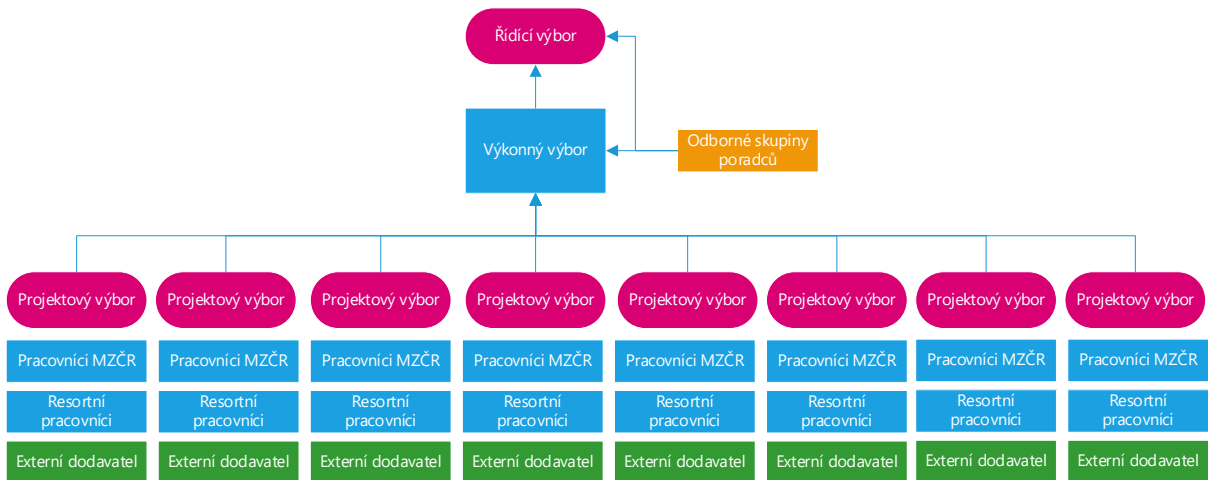 Řídící výbor
Výkonný výbor
Odborné skupiny
poradců
Projektový výbor
Projektový výbor
Projektový výbor
Projektový výbor
Projektový výbor
Projektový výbor
Projektový výbor
Projektový výbor
Pracovníci MZČR
Pracovníci MZČR
Pracovníci MZČR
Pracovníci MZČR
Pracovníci MZČR
Pracovníci MZČR
Pracovníci MZČR
Pracovníci MZČR
Resortní
pracovníci
Resortní
pracovníci
Resortní
pracovníci
Resortní
pracovníci
Resortní
pracovníci
Resortní
pracovníci
Resortní
pracovníci
Resortní
pracovníci
Externí dodavatel
Externí dodavatel
Externí dodavatel
Externí dodavatel
Externí dodavatel
Externí dodavatel
Externí dodavatel
Externí dodavatel